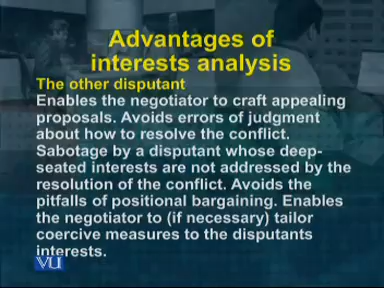 Advantages of
interests analysis
The other disputant
Enables the negotiator to craft appealing
proposals. Avoids errors of judgment
about how to resolve the conflict.
Sabotage by a disputant whose deep-
seated interests are not addressed by the
resolution of the conflict. Avoids the
pitfalls of positional bargaining. Enables
the negotiator to (if necessary) tailor
coercive measures to the disputants
interests.
VU